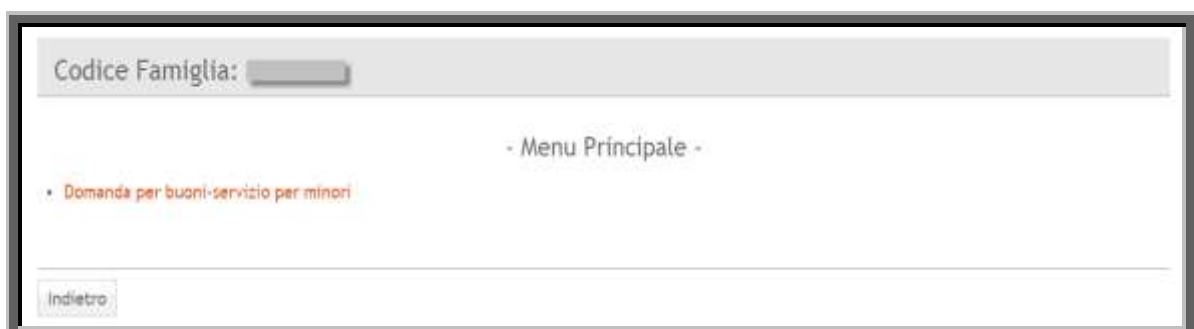 Codice Famiglia:
- Menu Principale -
• Domanda per buoni-servizio per minori
Indietro